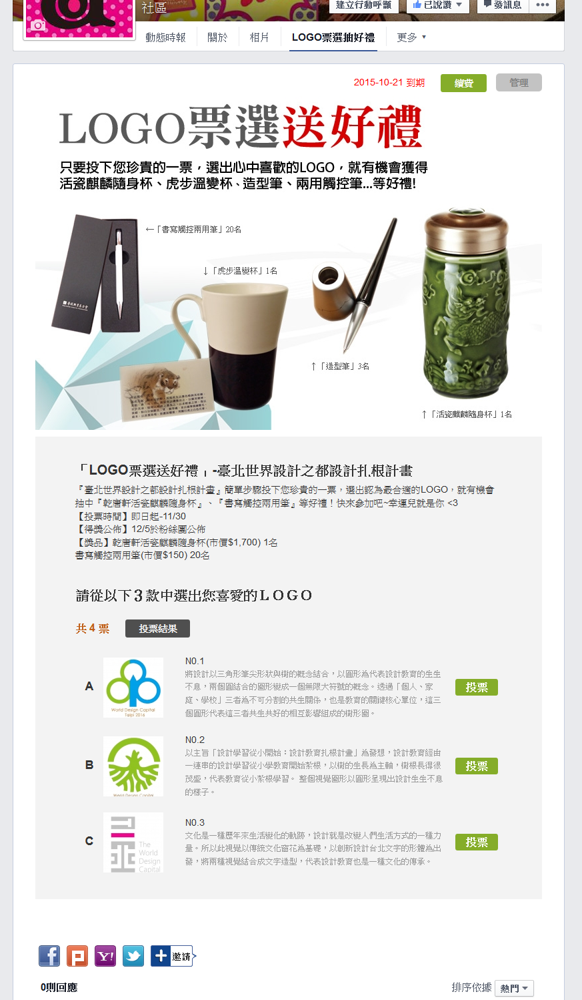 社區
建立行動呼籲
已說讚
發訊息
動態時報
關於
相片
LOGO票選抽好禮
更多
2015-10-21 到期
續費
管理
LOGO票選送好禮
只要投下您珍貴的一票，選出心中喜歡的LOGO，就有機會獲得
活瓷麒麟隨身杯、虎步溫變杯、造型筆、兩用觸控筆...等好禮!
←「書寫觸控兩用筆」20名
↓「虎步溫變杯」1名
↑「造型筆」3名
↑「活瓷麒麟隨身杯」1名
「LOGO票選送好禮」-臺北世界設計之都設計扎根計畫
『臺北世界設計之都設計扎根計畫』簡單步驟投下您珍貴的一票，選出認為最合適的LOGO，就有機會
抽中『乾唐軒活瓷麒麟隨身杯』、『書寫觸控兩用筆』等好禮！快來參加吧~幸運兒就是你 <3
【投票時間】即日起-11/30
【得獎公佈】12/5於粉絲團公佈
【獎品】乾唐軒活瓷麒麟隨身杯(市價$1,700) 1名
書寫觸控兩用筆(市價$150) 20名
請從以下３款中選出您喜愛的ＬＯＧＯ
共 4 票
投票結果
A
World Design Capital
Taipi 2016
N0.1
將設計以三角形筆尖形狀與樹的概念結合，以圓形為代表設計教育的生生
不息，兩個圓結合的圖形變成一個無限大符號的概念。透過「個人、家
庭、學校」三者為不可分割的共生關係，也是教育的關鍵核心單位，這三
個圓形代表這三者共生共好的相互影響組成的樹形圖。
投票
B
World Design Capital
N0.2
以主旨「設計學習從小開始：設計教育扎根計畫」為發想，設計教育經由
一連串的設計學習從小學教育開始紮根，以樹的生長為主軸，樹根長得很
茂盛，代表教育從小紮根學習。 整個視覺圖形以圓形呈現出設計生生不息
的樣子。
投票
C
The
World
Design
Capital
N0.3
文化是一種歷年來生活變化的軌跡，設計就是改變人們生活方式的一種力
量。所以此視覺以傳統文化窗花為基礎，以創新設計台北文字的形體為出
發，將兩種視覺結合成文字造型，代表設計教育也是一種文化的傳承。
投票
邀請
0則回應
排序依據
熱門